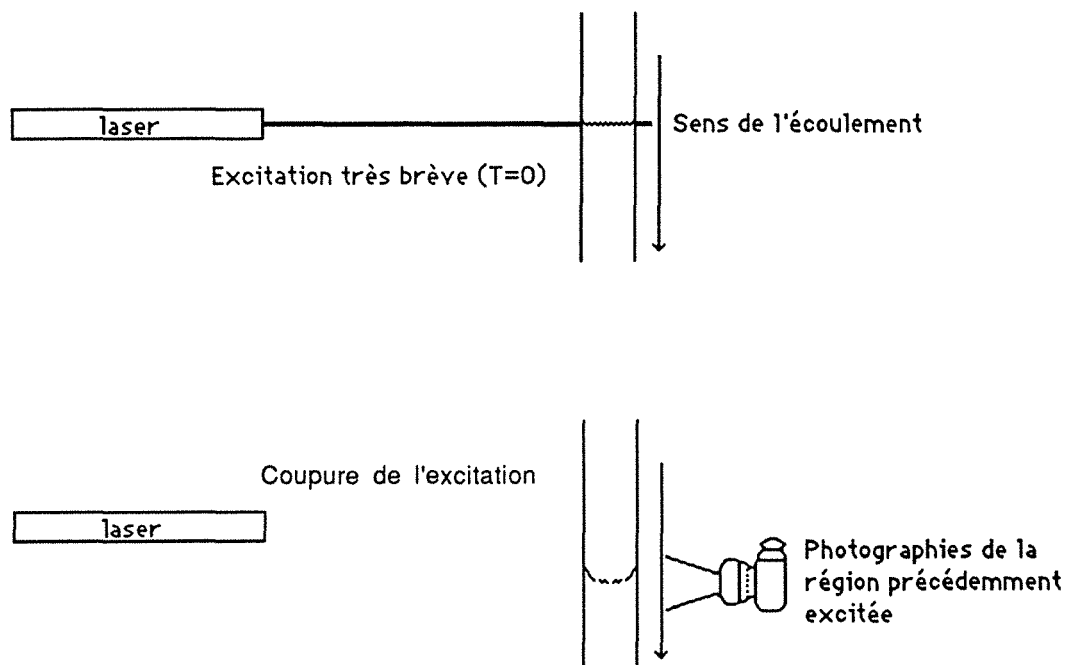 laser
Sens de l'écoulement
Excitation très brève (T=0)
Coupure de l'excitation
laser
Photographies de la
région précédemment
excitée